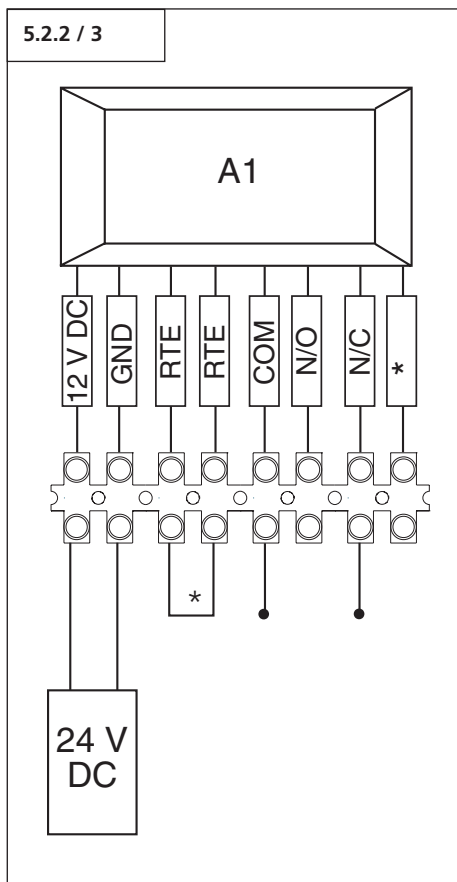 5.2.2 / 3
A1
12 V DC
GND
RTE
RTE
COM
N/O
N/C
*
*
24 V
DC